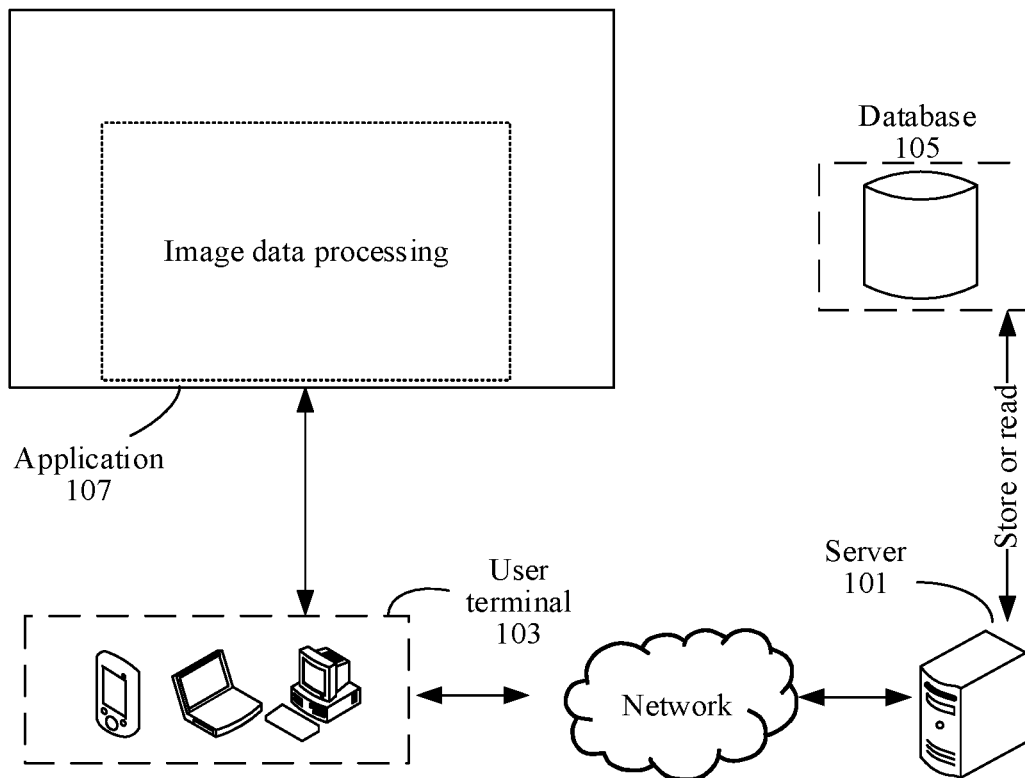 Database
105
Image data processing
Application
107
Store or read
User
terminal
103
Server
101
Network